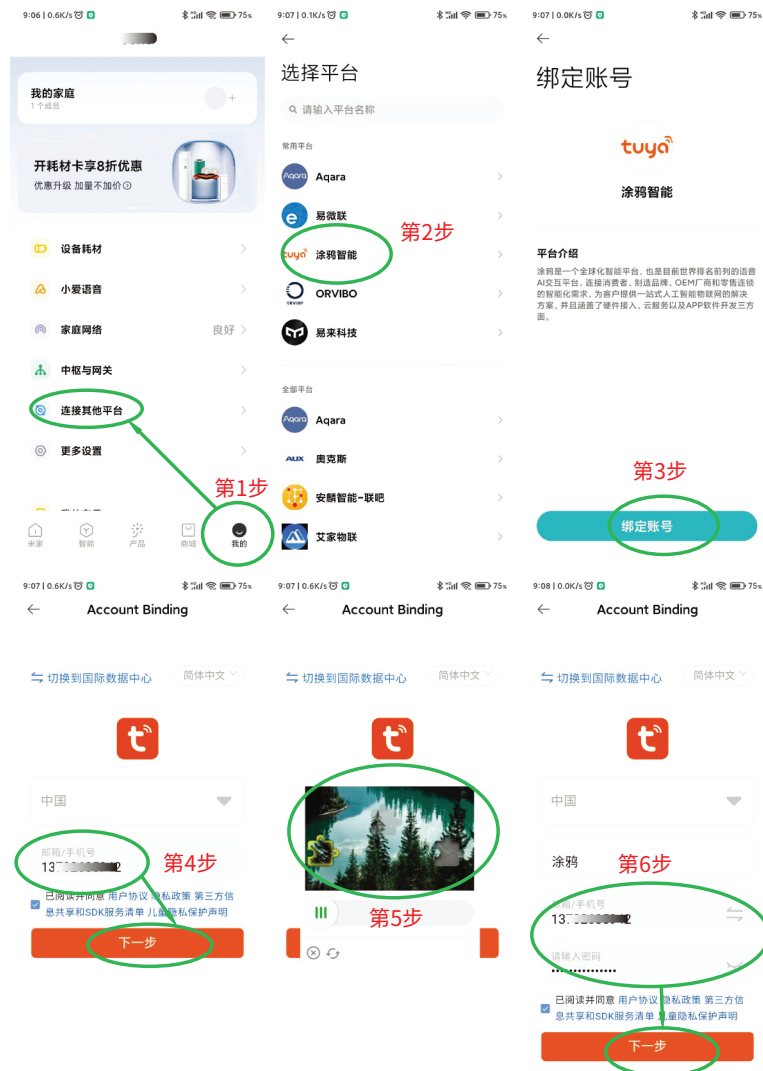 9:06 | 0.6K/s
75%
我的家庭
1 个成员
开耗材卡享8折优惠
优惠升级 加量不加价
设备耗材
小爱语音
家庭网络
良好
中枢与网关
连接其他平台
更多设置
第1步
米家
智能
产品
商城
我的
9:07 | 0.1K/s
75%
选择平台
请输入平台名称
常用平台
Aqara
Aqara
e
易微联
第2步
tuya
涂鸦智能
ORVIBO
ORVIBO
易来科技
全部平台
Aqara
Aqara
AUX
奥克斯
安麟智能-联吧
艾家物联
9:07 | 0.0K/s
75%
绑定账号
tuya
涂鸦智能
平台介绍
涂鸦是一个全球化智能平台，也是目前世界排名前列的语音
AI交互平台，连接消费者，制造品牌，OEM厂商和零售连锁
的智能化需求，为客户提供一站式人工智能物联网的解决
方案，并且涵盖了硬件接入、云服务以及APP软件开发三方
面。
第3步
绑定账号
9:07 | 0.6K/s
75%
Account Binding
切换到国际数据中心
简体中文
t
中国
邮箱/手机号
13
2
第4步
已阅读并同意 用户协议 隐私政策 第三方信
息共享和SDK服务清单 儿童隐私保护声明
下一步
9:07 | 0.6K/s
75%
Account Binding
切换到国际数据中心
简体中文
t
第5步
9:08 | 0.0K/s
75%
Account Binding
切换到国际数据中心
简体中文
t
中国
涂鸦
第6步
邮箱/手机号
13
2
请输入密码
已阅读并同意 用户协议 隐私政策 第三方信
息共享和SDK服务清单 儿童隐私保护声明
下一步